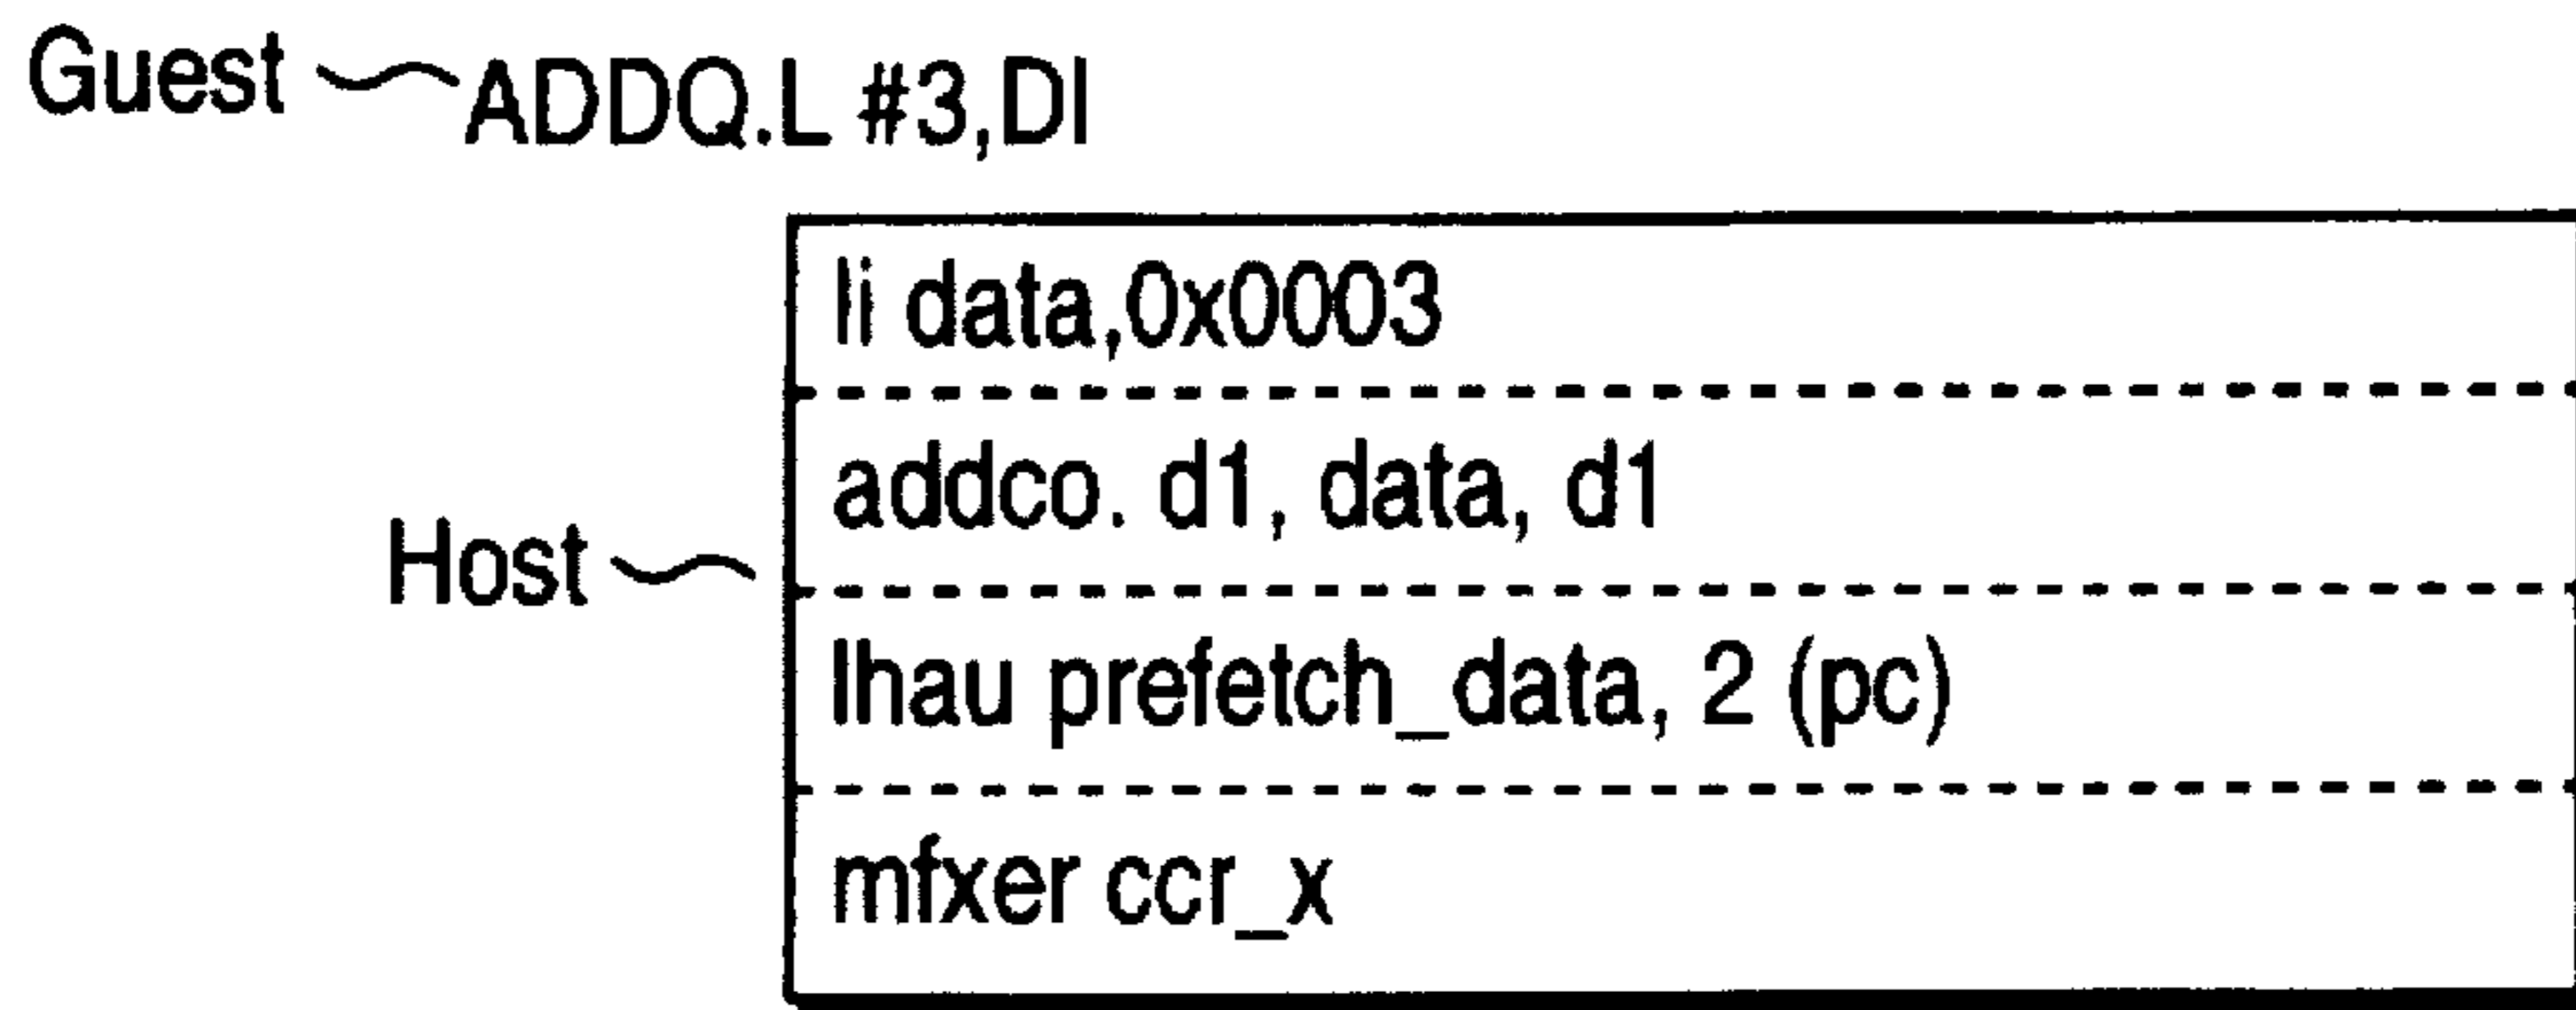 Guest
ADDQ.L #3,DI
li data,0x0003
addco. d1, data, d1
Host
lhau prefetch_data, 2 (pc)
mfxer ccr_x